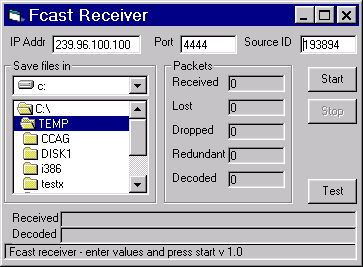 Fcast Receiver
IP Addr 239.96.100.100 Port 4444 Source ID 193894
Save files in
c:
C:\
TEMP
CCAG
DISK1
i386
testx
Packets
Received 0
Lost 0
Dropped 0
Redundant 0
Decoded 0
Start
Stop
Test
Received
Decoded
Fcast receiver - enter values and press start v 1.0